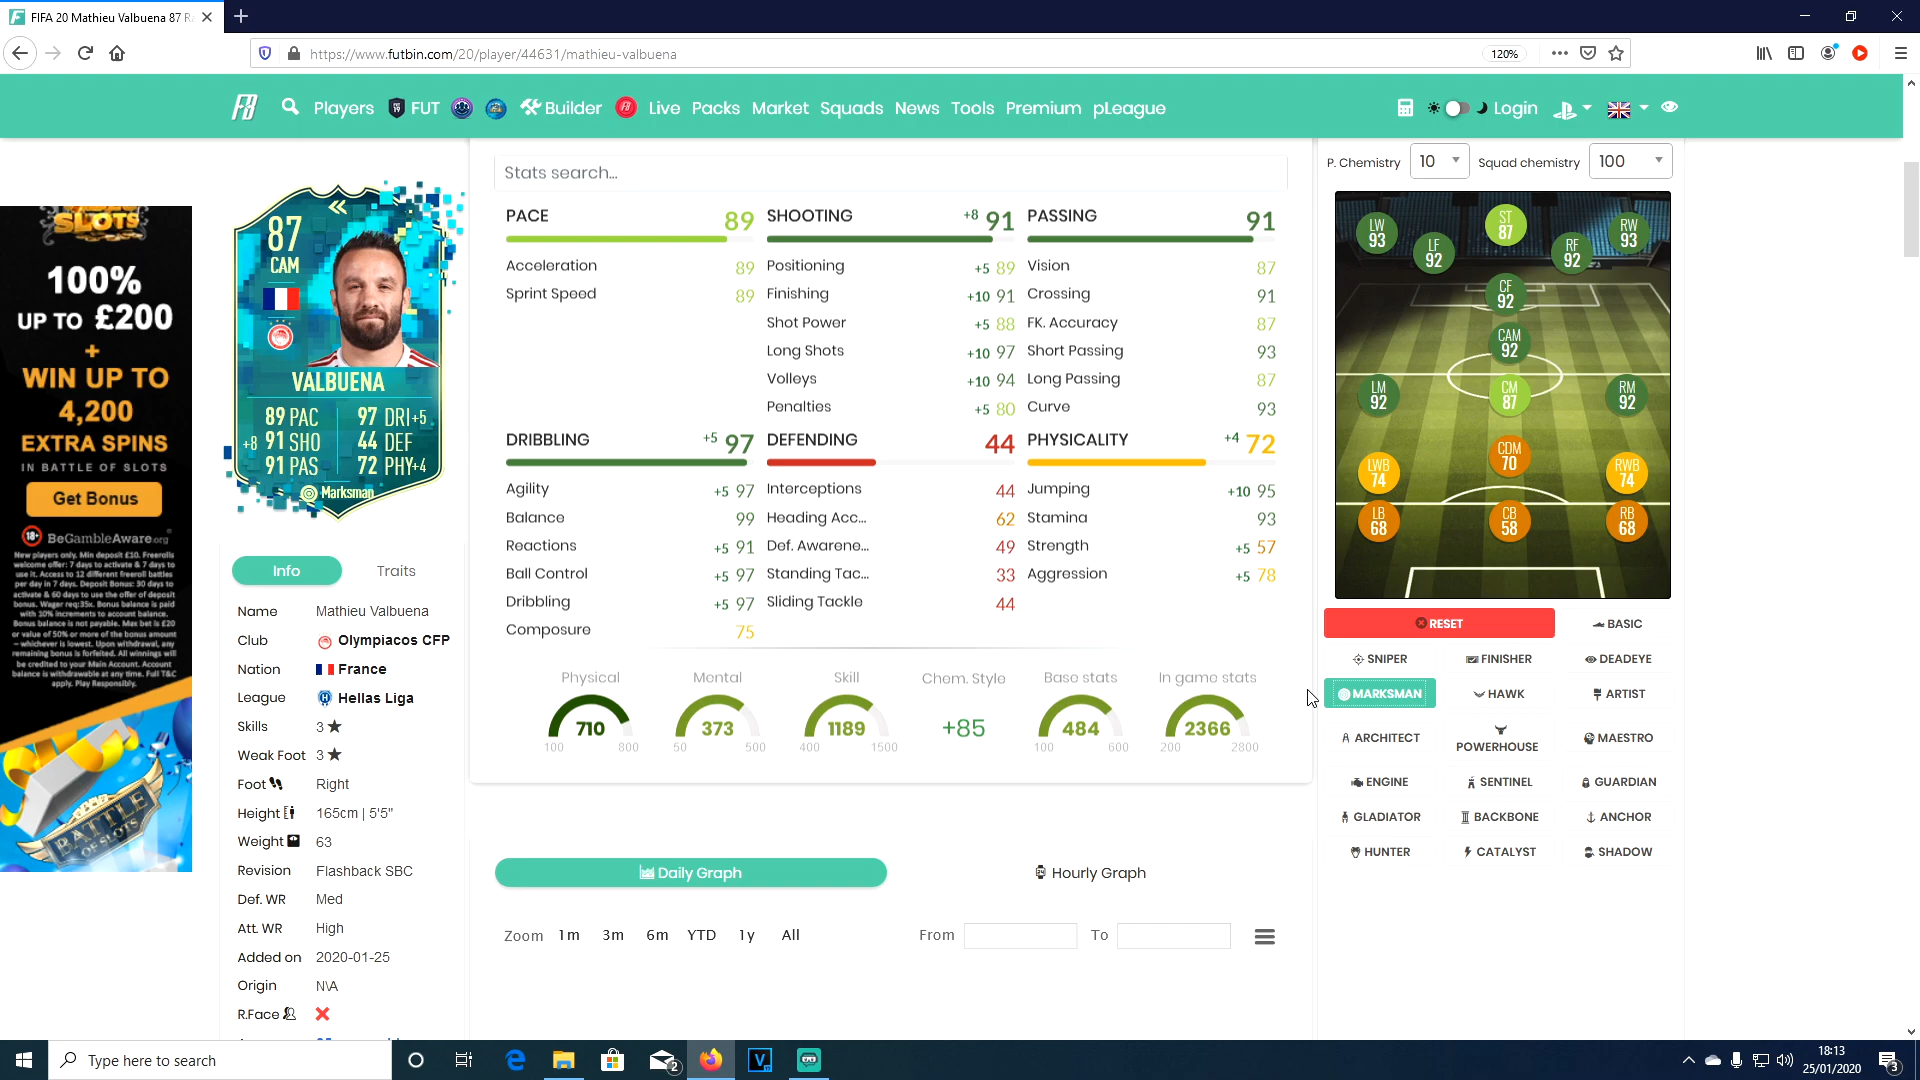 FIFA 20 Mathieu Valbuena 87 R
https://www.futbin.com/20/player/44631/mathieu-valbuena
120%
Players FUT Builder Live Packs Market Squads News Tools Premium pLeague
Login
SLOTS
100%
UP TO £200
+
WIN UP TO
4,200
EXTRA SPINS
IN BATTLE OF SLOTS
Get Bonus
18+ BeGambleAware.org
New players only. Min deposit £10. Freerolls
BATTLE
OF SLOTS
87
CAM
VALBUENA
89 PAC 97 DRI+5
+8 91 SHO 44 DEF
91 PAS 72 PHY+4
Marksman
Info Traits
Name Mathieu Valbuena
Club Olympiacos CFP
Nation France
League Hellas Liga
Skills 3
Weak Foot 3
Foot Right
Height 165cm | 5'5"
Weight 63
Revision Flashback SBC
Def. WR Med
Att. WR High
Added on 2020-01-25
Origin N\A
R.Face
Stats search...
PACE 89
Acceleration 89
Sprint Speed 89
SHOOTING +8 91
Positioning +5 89
Finishing +10 91
Shot Power +5 88
Long Shots +10 97
Volleys +10 94
Penalties +5 80
PASSING 91
Vision 87
Crossing 91
FK. Accuracy 87
Short Passing 93
Long Passing 87
Curve 93
DRIBBLING +5 97
Agility +5 97
Balance 99
Reactions +5 91
Ball Control +5 97
Dribbling +5 97
Composure 75
DEFENDING 44
Interceptions 44
Heading Acc... 62
Def. Awarene... 49
Standing Tac... 33
Sliding Tackle 44
PHYSICALITY +4 72
Jumping +10 95
Stamina 93
Strength +5 57
Aggression +5 78
Physical Mental Skill Chem. Style Base stats In game stats
710 373 1189 +85 484 2366
100 800 50 500 400 1500 100 600 200 2800
Daily Graph Hourly Graph
Zoom 1m 3m 6m YTD 1y All From To
P. Chemistry 10 Squad chemistry 100
LW 93
LF 92
ST 87
RF 92
RW 93
CF 92
CAM 92
LM 92
CM 87
RM 92
LWB 74
CDM 70
RWB 74
LB 68
CB 58
RB 68
RESET BASIC
SNIPER FINISHER DEADEYE
MARKSMAN HAWK ARTIST
ARCHITECT POWERHOUSE MAESTRO
ENGINE SENTINEL GUARDIAN
GLADIATOR BACKBONE ANCHOR
HUNTER CATALYST SHADOW
Type here to search
2
18:13
25/01/2020
3